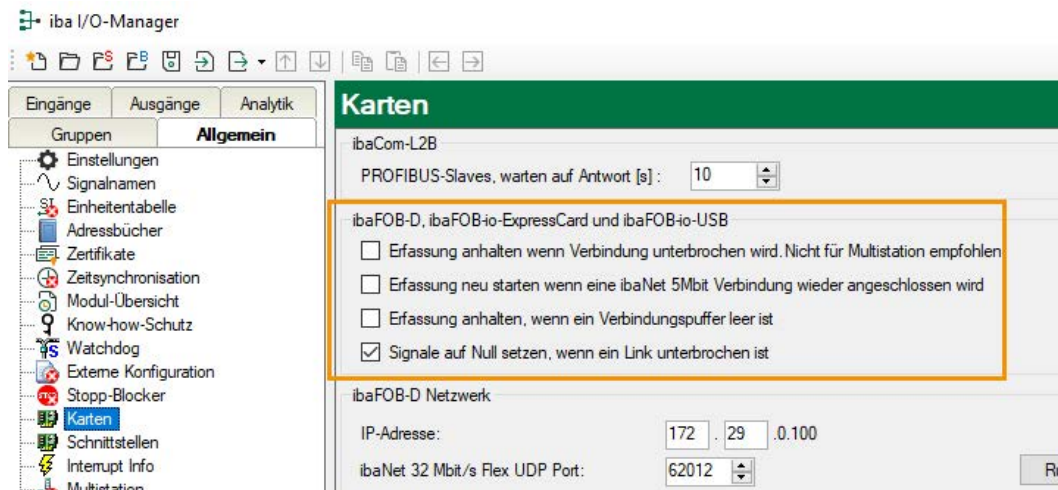 iba I/O-Manager
Eingänge Ausgänge Analytik
Gruppen Allgemein
Einstellungen
Signalnamen
Einheitentabelle
Adressbücher
Zertifikate
Zeitsynchronisation
Modul-Übersicht
Know-how-Schutz
Watchdog
Externe Konfiguration
Stopp-Blocker
Karten
Schnittstellen
Interrupt Info
Multistation
Karten
ibaCom-L2B
PROFIBUS-Slaves, warten auf Antwort [s] : 10
ibaFOB-D, ibaFOB-io-ExpressCard und ibaFOB-io-USB
Erfassung anhalten wenn Verbindung unterbrochen wird. Nicht für Multistation empfohlen
Erfassung neu starten wenn eine ibaNet 5Mbit Verbindung wieder angeschlossen wird
Erfassung anhalten, wenn ein Verbindungspuffer leer ist
Signale auf Null setzen, wenn ein Link unterbrochen ist
ibaFOB-D Netzwerk
IP-Adresse: 172 . 29 .0.100
ibaNet 32 Mbit/s Flex UDP Port: 62012